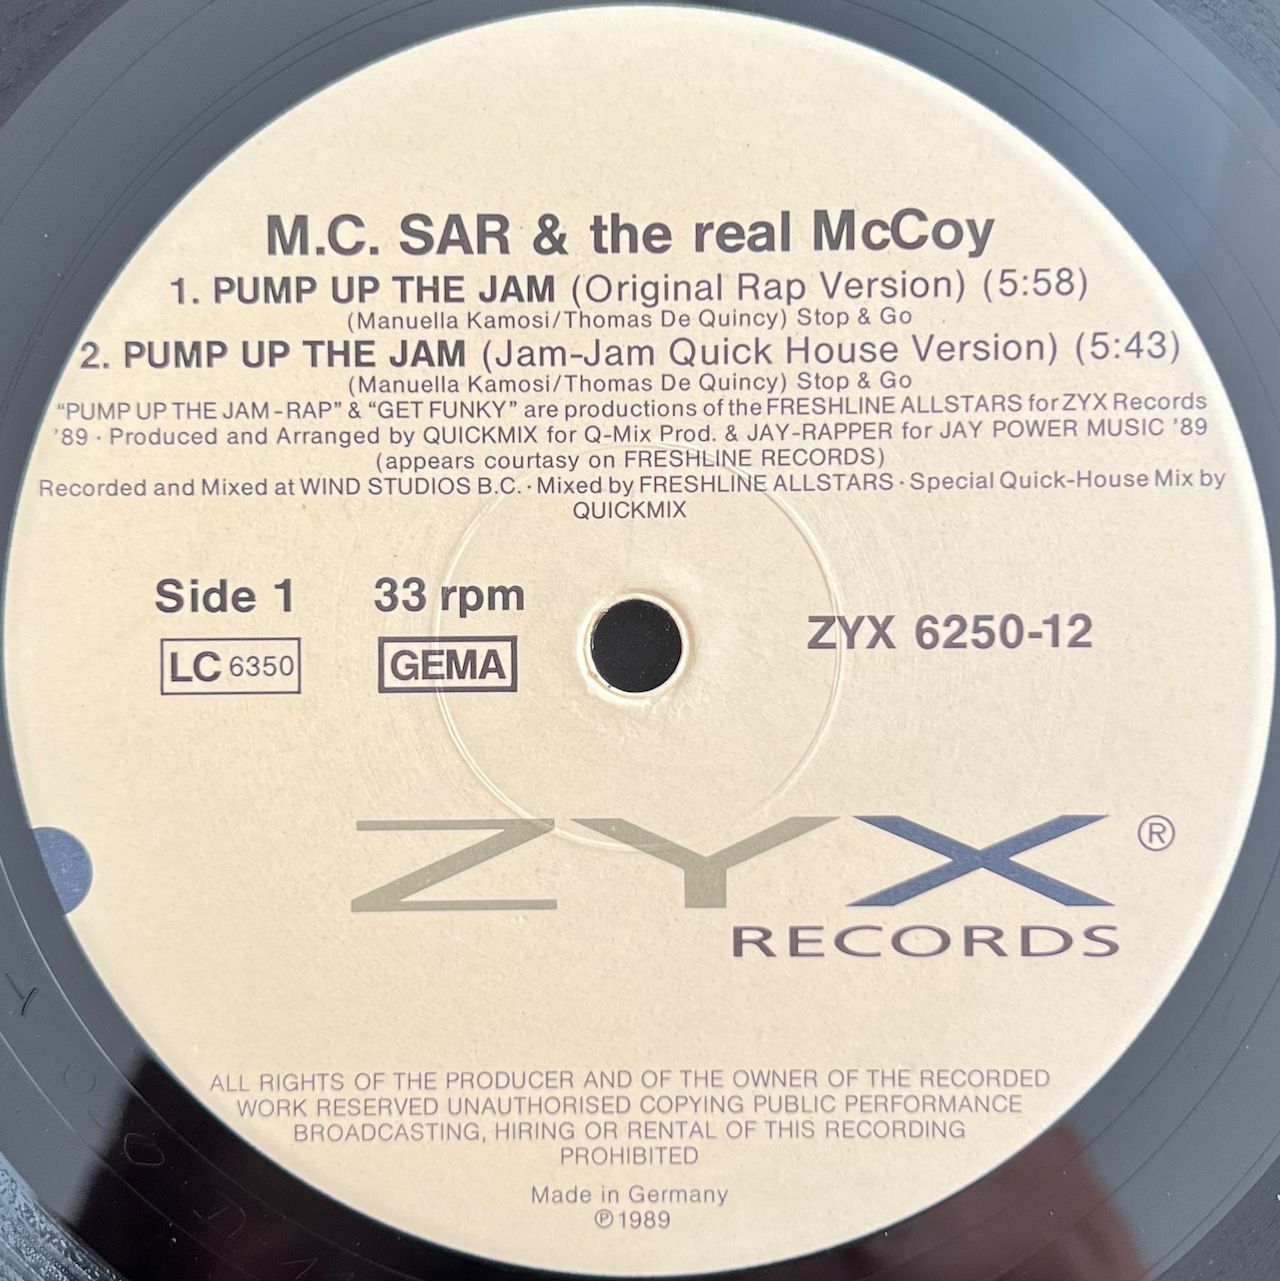 M.C. SAR & the real McCoy
1. PUMP UP THE JAM (Original Rap Version) (5:58)
(Manuella Kamosi/Thomas De Quincy) Stop & Go
2. PUMP UP THE JAM (Jam-Jam Quick House Version) (5:43)
(Manuella Kamosi/Thomas De Quincy) Stop & Go
“PUMP UP THE JAM - RAP” & “GET FUNKY” are productions of the FRESHLINE ALLSTARS for ZYX Records
'89 · Produced and Arranged by QUICKMIX for Q-Mix Prod. & JAY-RAPPER for JAY POWER MUSIC '89
(appears courtesy on FRESHLINE RECORDS)
Recorded and Mixed at WIND STUDIOS B.C. · Mixed by FRESHLINE ALLSTARS · Special Quick-House Mix by
QUICKMIX
Side 1 33 rpm
ZYX 6250-12
LC 6350 GEMA
ZYX ®
RECORDS
ALL RIGHTS OF THE PRODUCER AND OF THE OWNER OF THE RECORDED
WORK RESERVED UNAUTHORISED COPYING PUBLIC PERFORMANCE
BROADCASTING, HIRING OR RENTAL OF THIS RECORDING
PROHIBITED
Made in Germany
℗ 1989